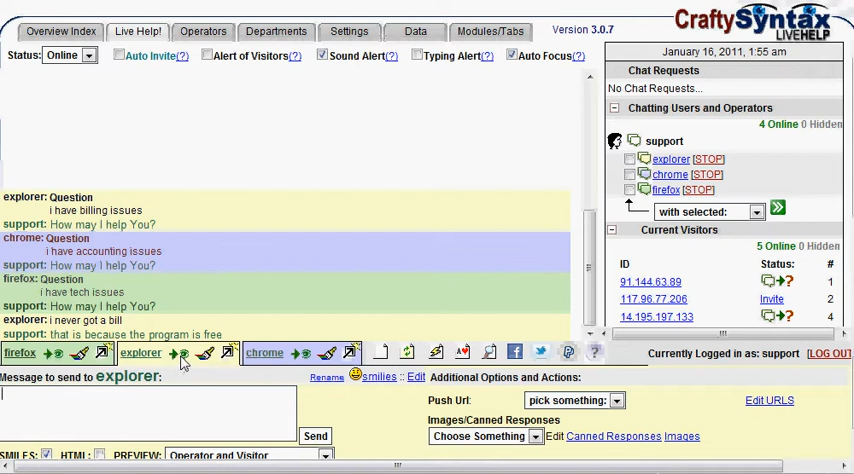 Overview Index
Live Help!
Operators
Departments
Settings
Data
Modules/Tabs
Version 3.0.7
CraftySyntax
LIVEHELP
Status: Online
Auto Invite(?)
Alert of Visitors(?)
Sound Alert(?)
Typing Alert(?)
Auto Focus(?)
January 16, 2011, 1:55 am
Chat Requests
No Chat Requests...
Chatting Users and Operators
4 Online 0 Hidden
support
explorer [STOP]
chrome [STOP]
firefox [STOP]
with selected:
Current Visitors
5 Online 0 Hidden
ID Status: #
91.144.63.89 ? 1
117.96.77.206 Invite 2
14.195.197.133 ? 4
explorer: Question
i have billing issues
support: How may I help You?
chrome: Question
i have accounting issues
support: How may I help You?
firefox: Question
i have tech issues
support: How may I help You?
explorer: i never got a bill
support: that is because the program is free
firefox
explorer
chrome
Currently Logged in as: support [LOG OUT
Message to send to explorer:
Rename
smilies :: Edit
Additional Options and Actions:
Push Url: pick something: Edit URLS
Images/Canned Responses
Choose Something Edit Canned Responses Images
Send
SMILES: HTML: PREVIEW: Operator and Visitor